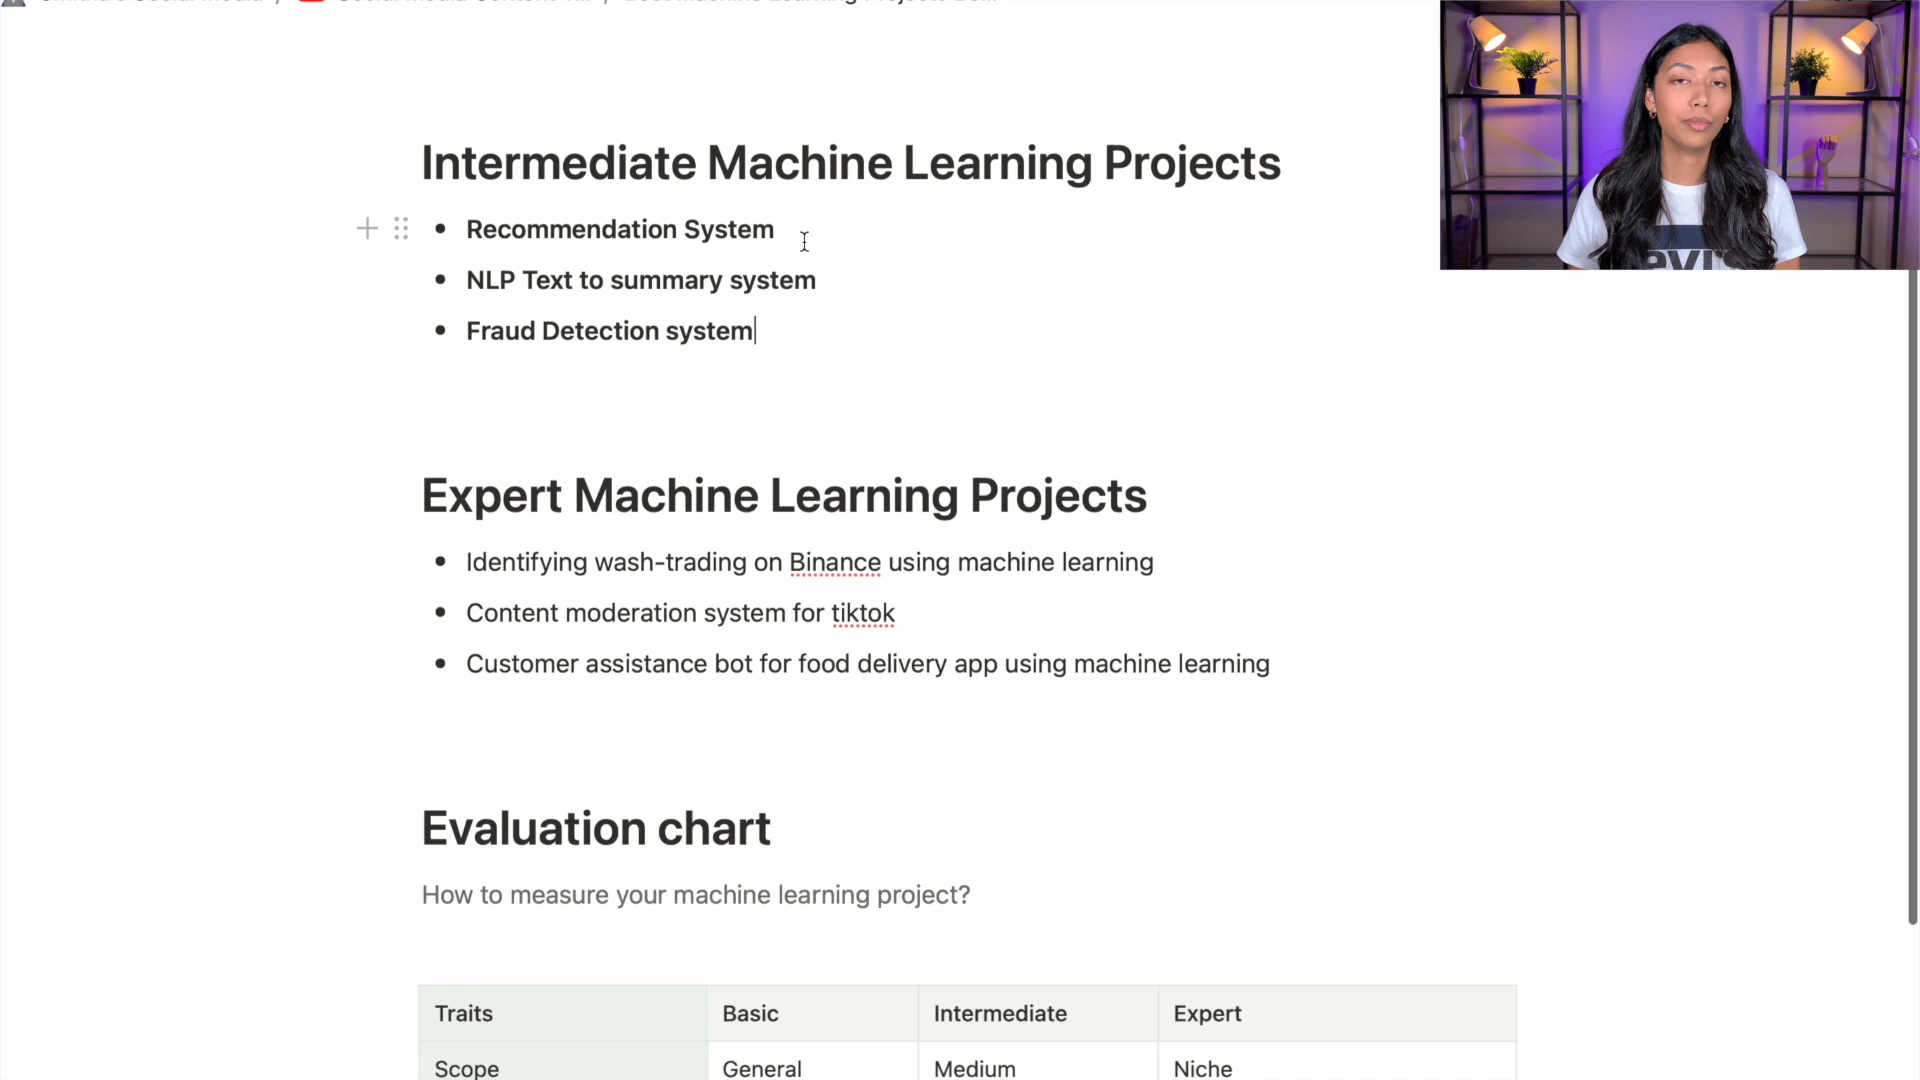 Intermediate Machine Learning Projects
• Recommendation System
• NLP Text to summary system
• Fraud Detection system
Expert Machine Learning Projects
• Identifying wash-trading on Binance using machine learning
• Content moderation system for tiktok
• Customer assistance bot for food delivery app using machine learning
Evaluation chart
How to measure your machine learning project?
Traits Basic Intermediate Expert
Scope General Medium Niche